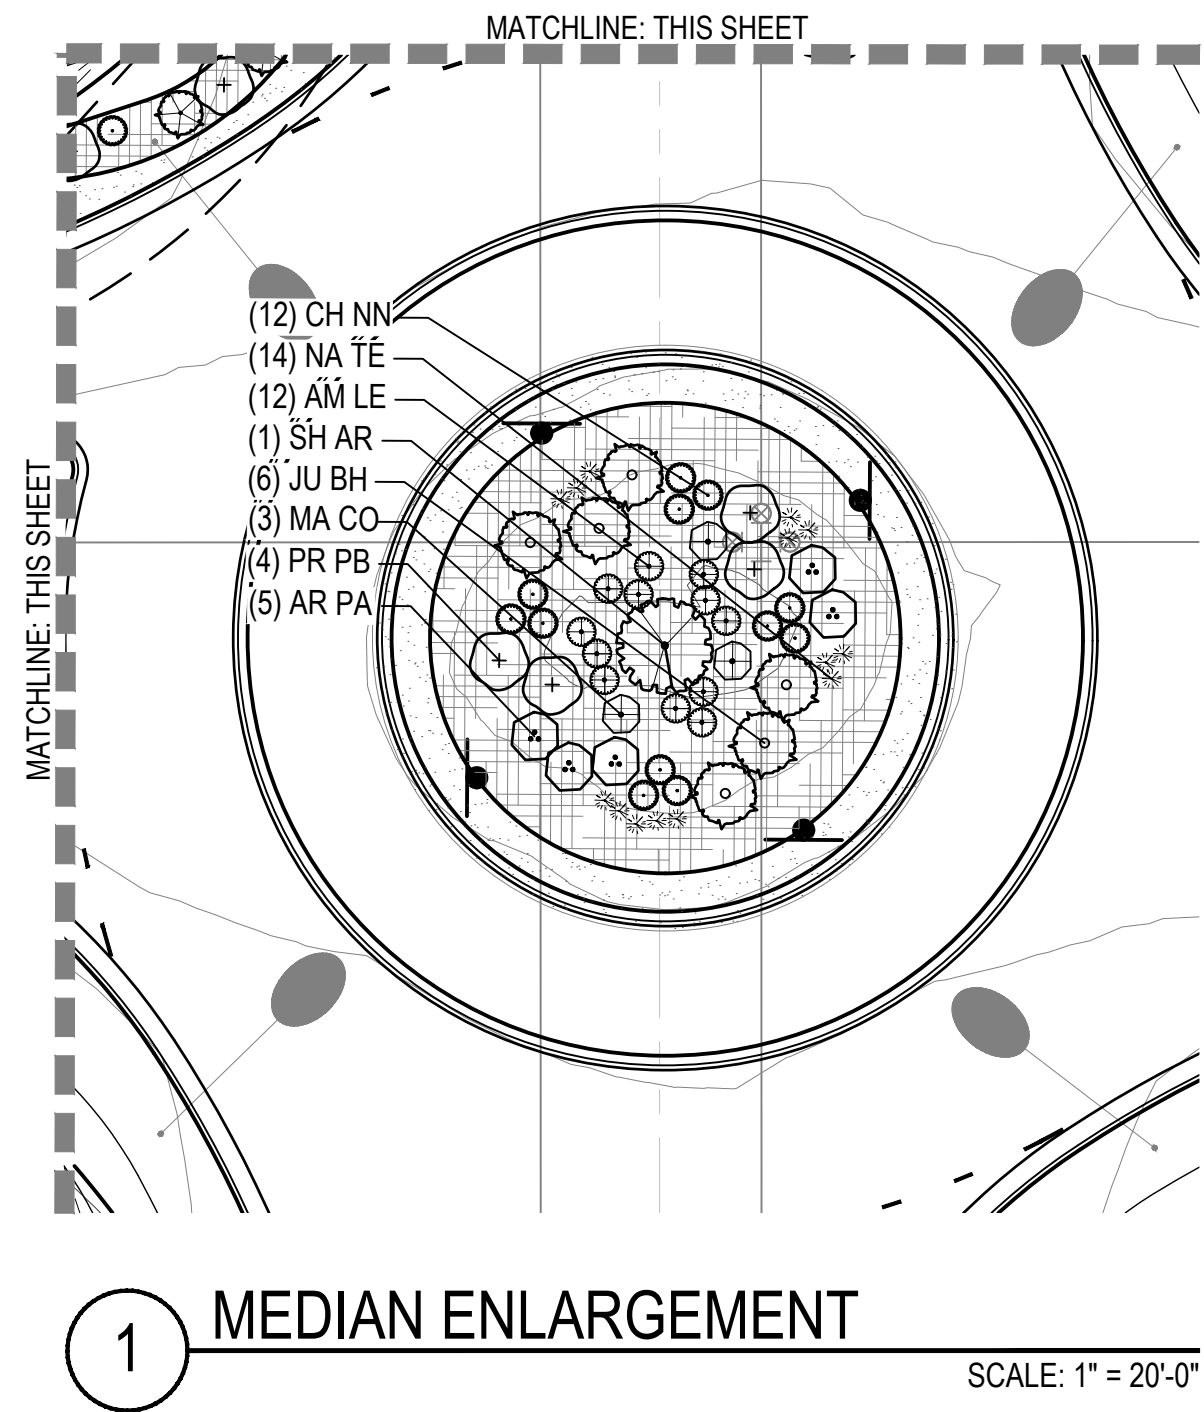 MATCHLINE: THIS SHEET
(12) CH NN
(14) NA TE
(12) AM LE
(1) SH AR
(6) JU BH
(3) MA CO
(4) PR PB
(5) AR PA
MATCHLINE: THIS SHEET
1
MEDIAN ENLARGEMENT
SCALE: 1" = 20'-0"